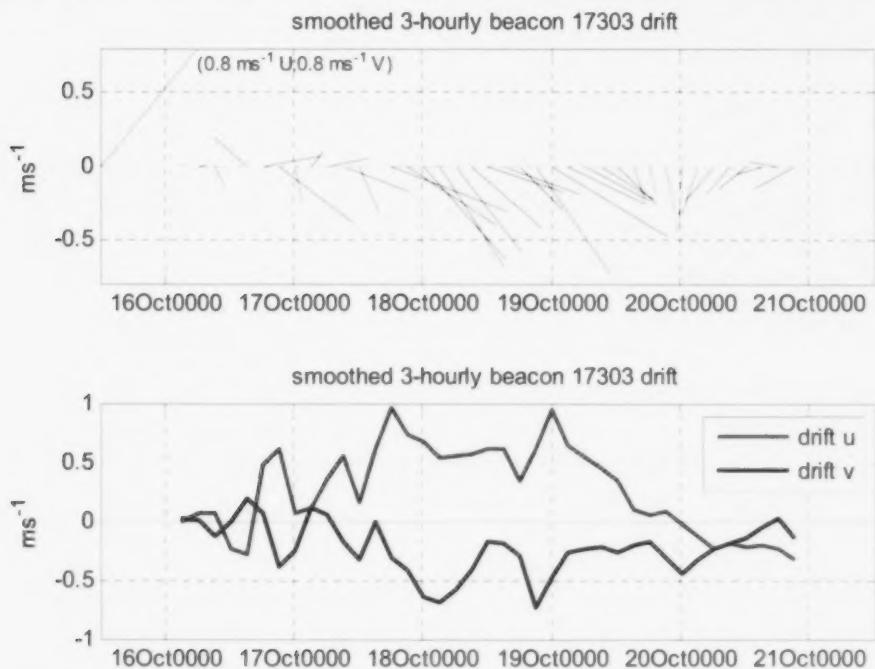 smoothed 3-hourly beacon 17303 drift
(0.8 ms⁻¹ U;0.8 ms⁻¹ V)
0.5
0
-0.5
ms⁻¹
16Oct0000 17Oct0000 18Oct0000 19Oct0000 20Oct0000 21Oct0000
smoothed 3-hourly beacon 17303 drift
1
0.5
0
-0.5
-1
ms⁻¹
drift u
drift v
16Oct0000 17Oct0000 18Oct0000 19Oct0000 20Oct0000 21Oct0000